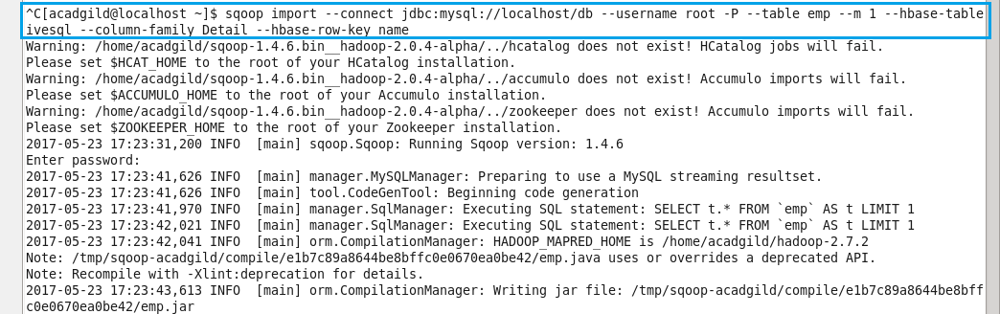 ^C[acadgild@localhost ~]$ sqoop import --connect jdbc:mysql://localhost/db --username root -P --table emp --m 1 --hbase-table
ivesql --column-family Detail --hbase-row-key name
Warning: /home/acadgild/sqoop-1.4.6.bin__hadoop-2.0.4-alpha/../hcatalog does not exist! HCatalog jobs will fail.
Please set $HCAT_HOME to the root of your HCatalog installation.
Warning: /home/acadgild/sqoop-1.4.6.bin__hadoop-2.0.4-alpha/../accumulo does not exist! Accumulo imports will fail.
Please set $ACCUMULO_HOME to the root of your Accumulo installation.
Warning: /home/acadgild/sqoop-1.4.6.bin__hadoop-2.0.4-alpha/../zookeeper does not exist! Accumulo imports will fail.
Please set $ZOOKEEPER_HOME to the root of your Zookeeper installation.
2017-05-23 17:23:31,200 INFO  [main] sqoop.Sqoop: Running Sqoop version: 1.4.6
Enter password:
2017-05-23 17:23:41,626 INFO  [main] manager.MySQLManager: Preparing to use a MySQL streaming resultset.
2017-05-23 17:23:41,626 INFO  [main] tool.CodeGenTool: Beginning code generation
2017-05-23 17:23:41,970 INFO  [main] manager.SqlManager: Executing SQL statement: SELECT t.* FROM `emp` AS t LIMIT 1
2017-05-23 17:23:42,021 INFO  [main] manager.SqlManager: Executing SQL statement: SELECT t.* FROM `emp` AS t LIMIT 1
2017-05-23 17:23:42,041 INFO  [main] orm.CompilationManager: HADOOP_MAPRED_HOME is /home/acadgild/hadoop-2.7.2
Note: /tmp/sqoop-acadgild/compile/e1b7c89a8644be8bffc0e0670ea0be42/emp.java uses or overrides a deprecated API.
Note: Recompile with -Xlint:deprecation for details.
2017-05-23 17:23:43,613 INFO  [main] orm.CompilationManager: Writing jar file: /tmp/sqoop-acadgild/compile/e1b7c89a8644be8bff
c0e0670ea0be42/emp.jar